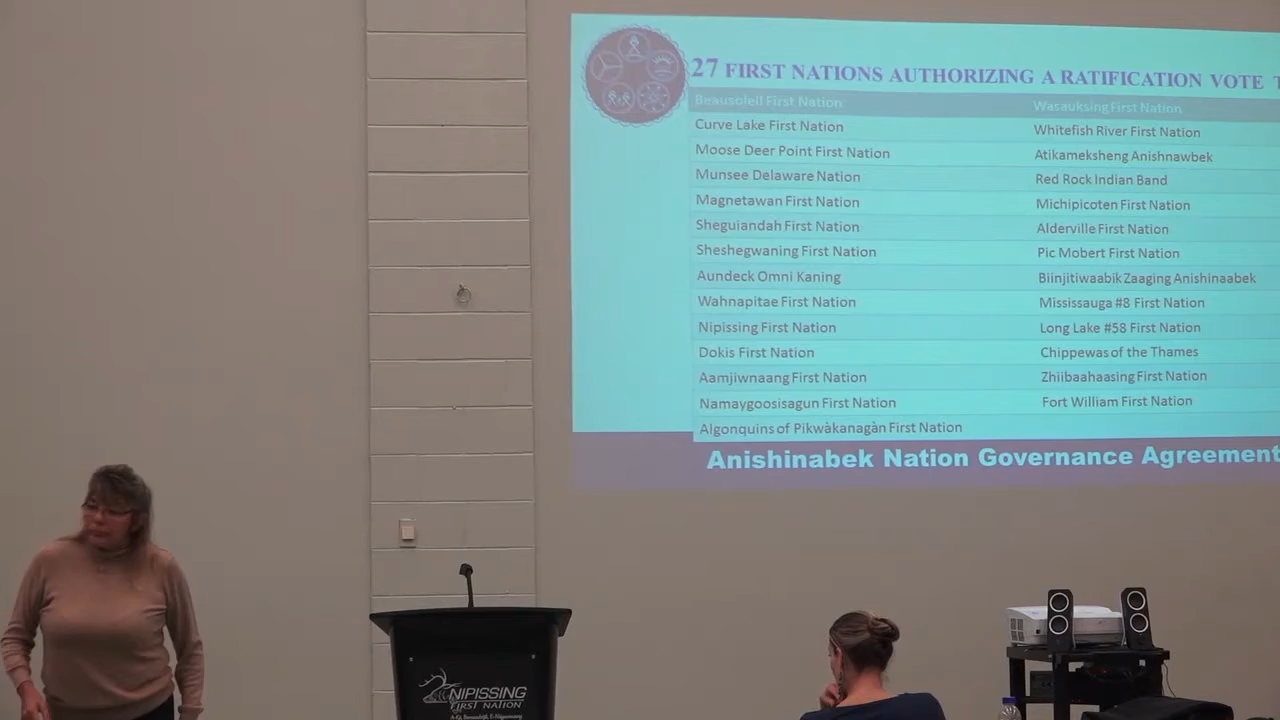 27 FIRST NATIONS AUTHORIZING A RATIFICATION VOTE
Beausoleil First Nation
Wasauksing First Nation
Curve Lake First Nation
Whitefish River First Nation
Moose Deer Point First Nation
Atikameksheng Anishnawbek
Munsee Delaware Nation
Red Rock Indian Band
Magnetawan First Nation
Michipicoten First Nation
Sheguiandah First Nation
Alderville First Nation
Sheshegwaning First Nation
Pic Mobert First Nation
Aundeck Omni Kaning
Biinjitiwaabik Zaaging Anishinaabek
Wahnapitae First Nation
Mississauga #8 First Nation
Nipissing First Nation
Long Lake #58 First Nation
Dokis First Nation
Chippewas of the Thames
Aamjiwnaang First Nation
Zhiibaahaasing First Nation
Namaygoosisagun First Nation
Fort William First Nation
Algonquins of Pikwàkanagàn First Nation
Anishinabek Nation Governance Agreement
NIPISSING
FIRST NATION